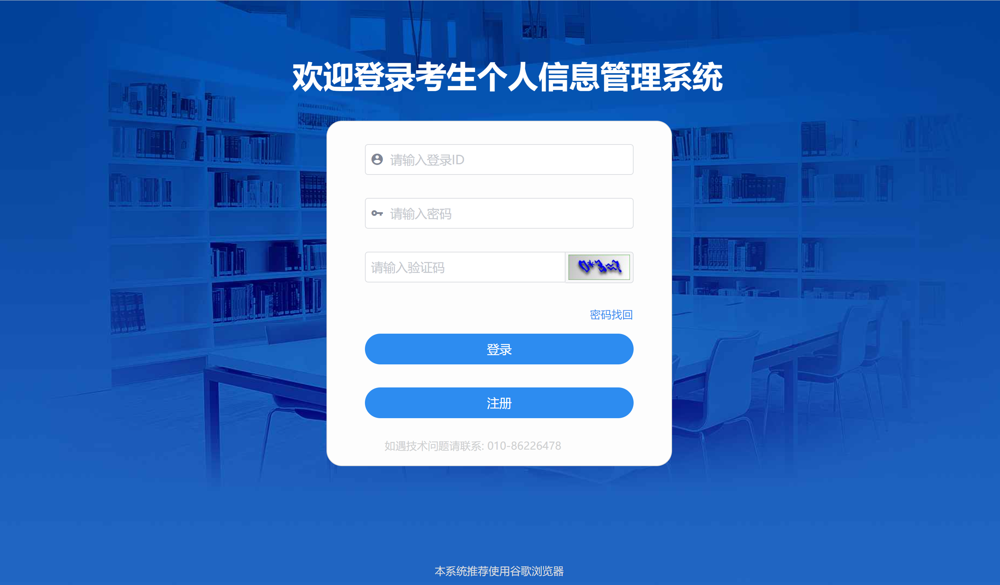 欢迎登录考生个人信息管理系统
请输入登录ID
请输入密码
请输入验证码
密码找回
登录
注册
如遇技术问题请联系: 010-86226478
本系统推荐使用谷歌浏览器